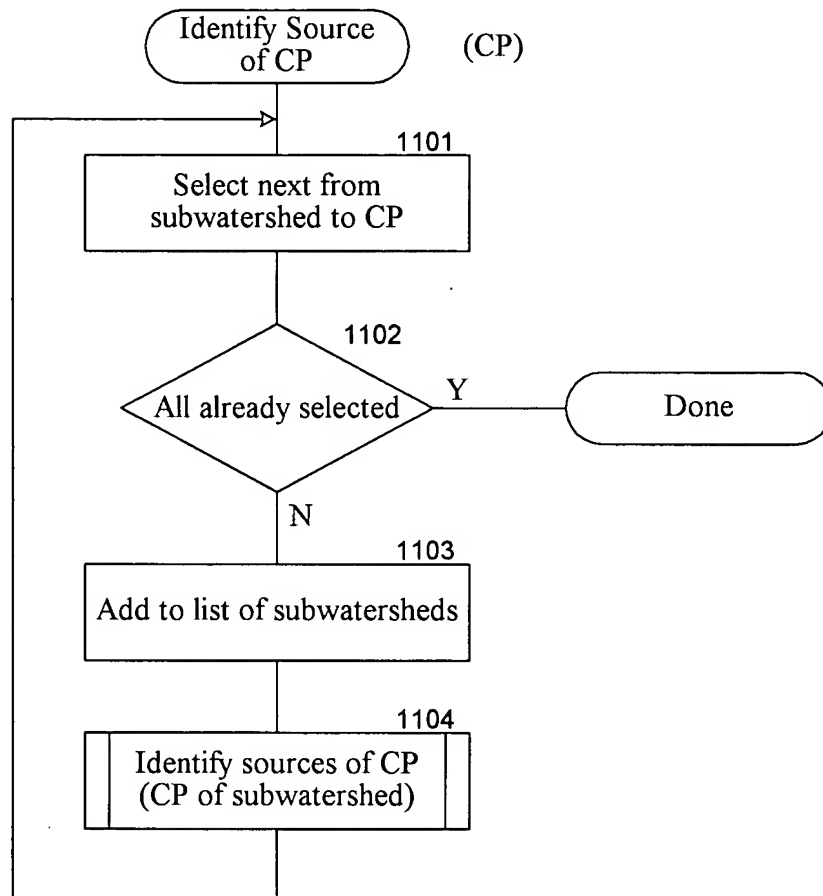 Identify Source
of CP
(CP)
1101
Select next from
subwatershed to CP
1102
All already selected
Y
Done
N
1103
Add to list of subwatersheds
1104
Identify sources of CP
(CP of subwatershed)